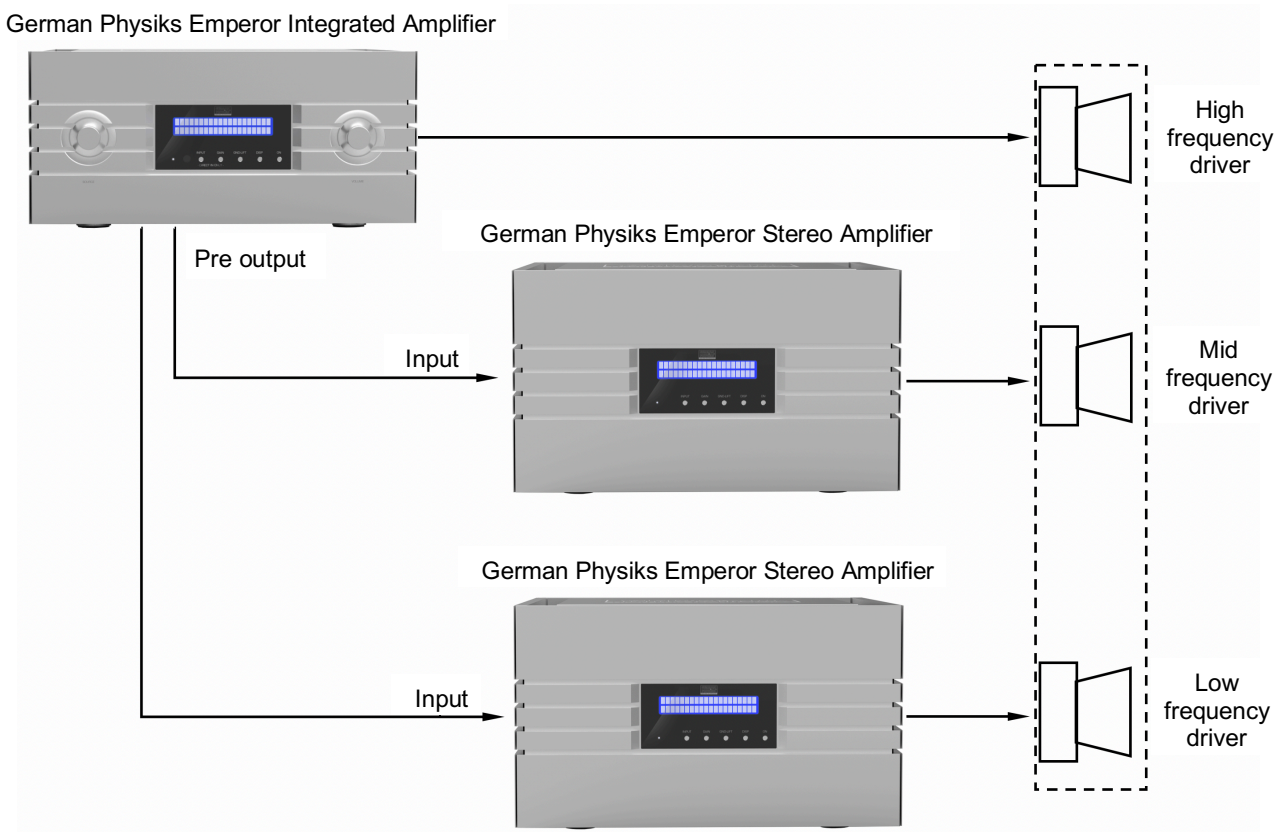 German Physiks Emperor Integrated Amplifier
High
frequency
driver
Pre output
German Physiks Emperor Stereo Amplifier
Input
Mid
frequency
driver
German Physiks Emperor Stereo Amplifier
Input
Low
frequency
driver